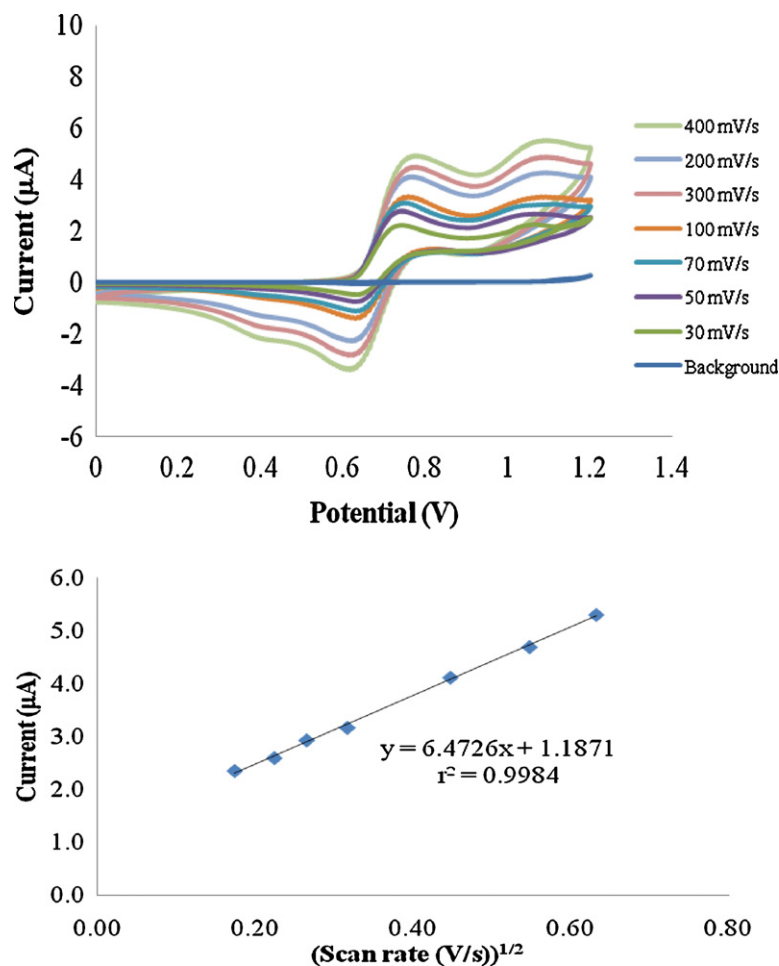 10
8
6
4
2
0
-2
-4
-6
Current (µA)
0 0.2 0.4 0.6 0.8 1 1.2 1.4
Potential (V)
400 mV/s
200 mV/s
300 mV/s
100 mV/s
70 mV/s
50 mV/s
30 mV/s
Background
6.0
5.0
4.0
3.0
2.0
1.0
0.0
Current (µA)
y = 6.4726x + 1.1871
r² = 0.9984
0.00 0.20 0.40 0.60 0.80
(Scan rate (V/s))¹/²